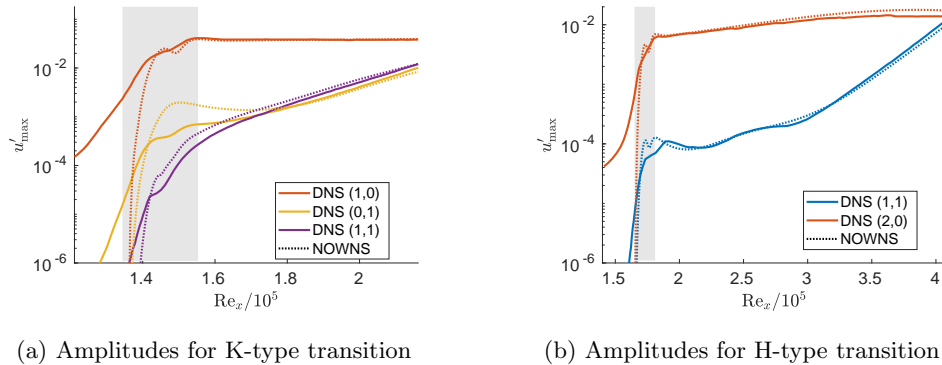 10^{-2}
10^{-4}
10^{-6}
u'_{max}
1.4
1.6
1.8
2
Re_x/10^5
DNS (1,0)
DNS (0,1)
DNS (1,1)
NOWNS
(a) Amplitudes for K-type transition
10^{-2}
10^{-4}
10^{-6}
u'_{max}
1.5
2
2.5
3
3.5
4
Re_x/10^5
DNS (1,1)
DNS (2,0)
NOWNS
(b) Amplitudes for H-type transition